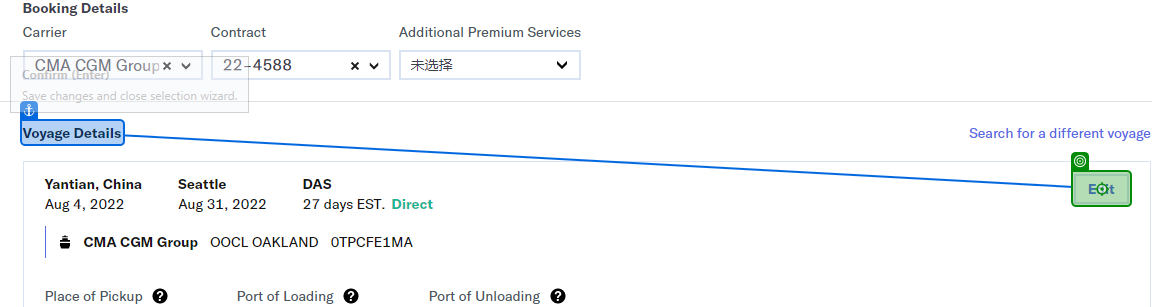 Booking Details
Carrier Contract Additional Premium Services
CMA CGM Group 22-4588 未选择
Confirm (Enter)
Save changes and close selection wizard.
Voyage Details Search for a different voyage
Yantian, China Seattle DAS Edit
Aug 4, 2022 Aug 31, 2022 27 days EST. Direct
CMA CGM Group OOCL OAKLAND 0TPCFE1MA
Place of Pickup Port of Loading Port of Unloading